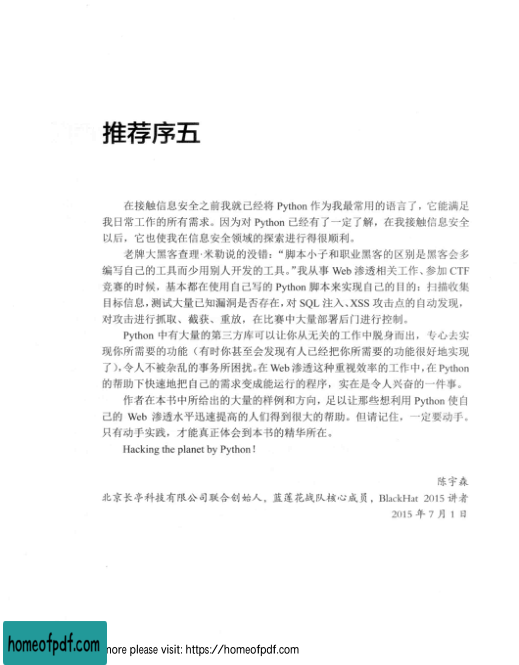 推荐序五
在接触信息安全之前我就已经将 Python 作为我最常用的语言了，它能满足
我日常工作的所有需求。因为对 Python 已经有了一定了解，在我接触信息安全
以后，它也使我在信息安全领域的探索进行得很顺利。
老牌大黑客查理·米勒说的没错：“脚本小子和职业黑客的区别是黑客会多
编写自己的工具而少用别人开发的工具。”我从事 Web 渗透相关工作、参加 CTF
竞赛的时候，基本都在使用自己写的 Python 脚本来实现自己的目的：扫描收集
目标信息，测试大量已知漏洞是否存在，对 SQL 注入、XSS 攻击点的自动发现，
对攻击进行抓取、截获、重放，在比赛中大量部署后门进行控制。
Python 中有大量的第三方库可以让你从无关的工作中脱身而出，专心去实
现你所需要的功能（有时你甚至会发现有人已经把你所需要的功能很好地实现
了），令人不被杂乱的事务所困扰。在 Web 渗透这种重视效率的工作中，在 Python
的帮助下快速地把自己的需求变成能运行的程序，实在是令人兴奋的一件事。
作者在本书中所给出的大量的样例和方向，足以让那些想利用 Python 使自
己的 Web 渗透水平迅速提高的人们得到很大的帮助。但请记住，一定要动手。
只有动手实践，才能真正体会到本书的精华所在。
Hacking the planet by Python！
陈宇森
北京长亭科技有限公司联合创始人，蓝莲花战队核心成员，BlackHat 2015 讲者
2015 年 7 月 1 日
homeofpdf.com
more please visit: https://homeofpdf.com